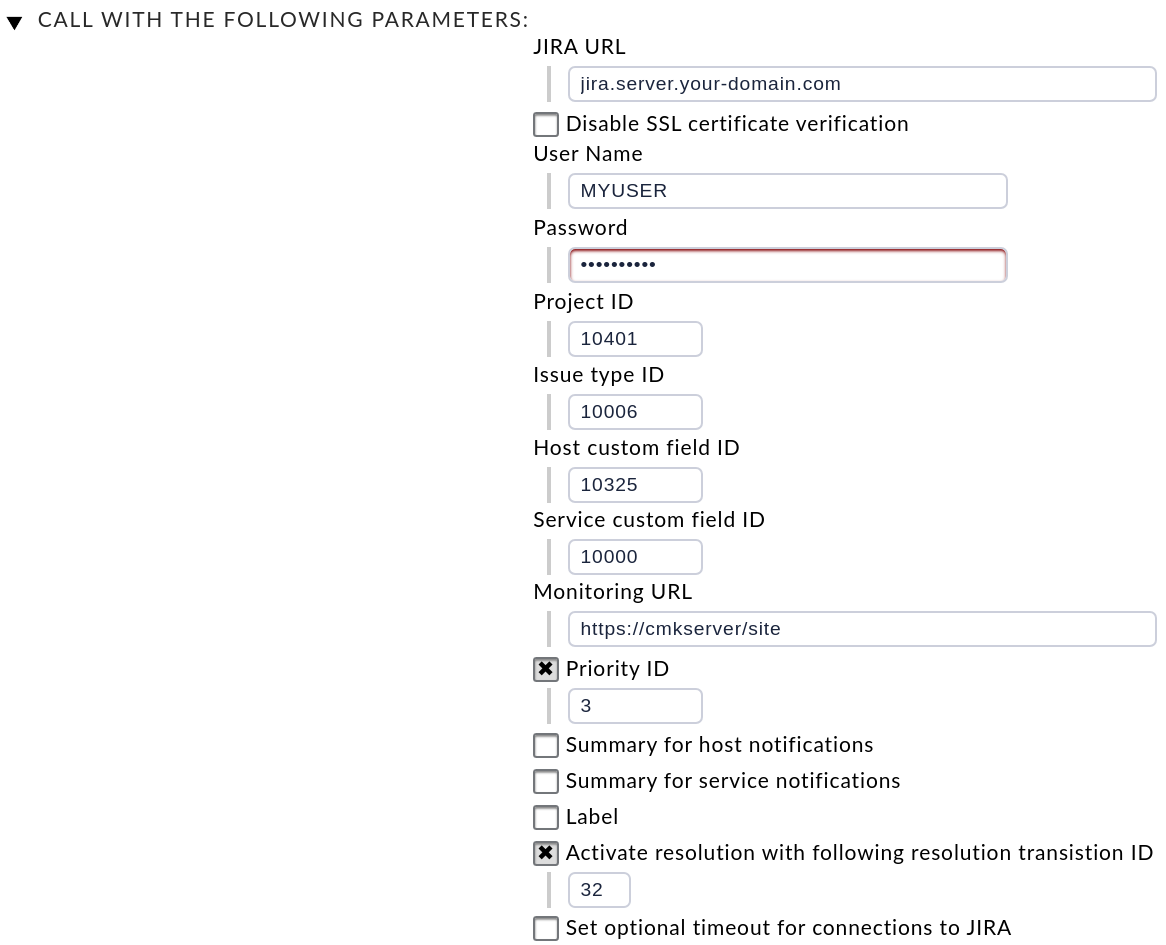 CALL WITH THE FOLLOWING PARAMETERS:
JIRA URL
jira.server.your-domain.com
Disable SSL certificate verification
User Name
MYUSER
Password
••••••••••
Project ID
10401
Issue type ID
10006
Host custom field ID
10325
Service custom field ID
10000
Monitoring URL
https://cmkserver/site
Priority ID
3
Summary for host notifications
Summary for service notifications
Label
Activate resolution with following resolution transistion ID
32
Set optional timeout for connections to JIRA